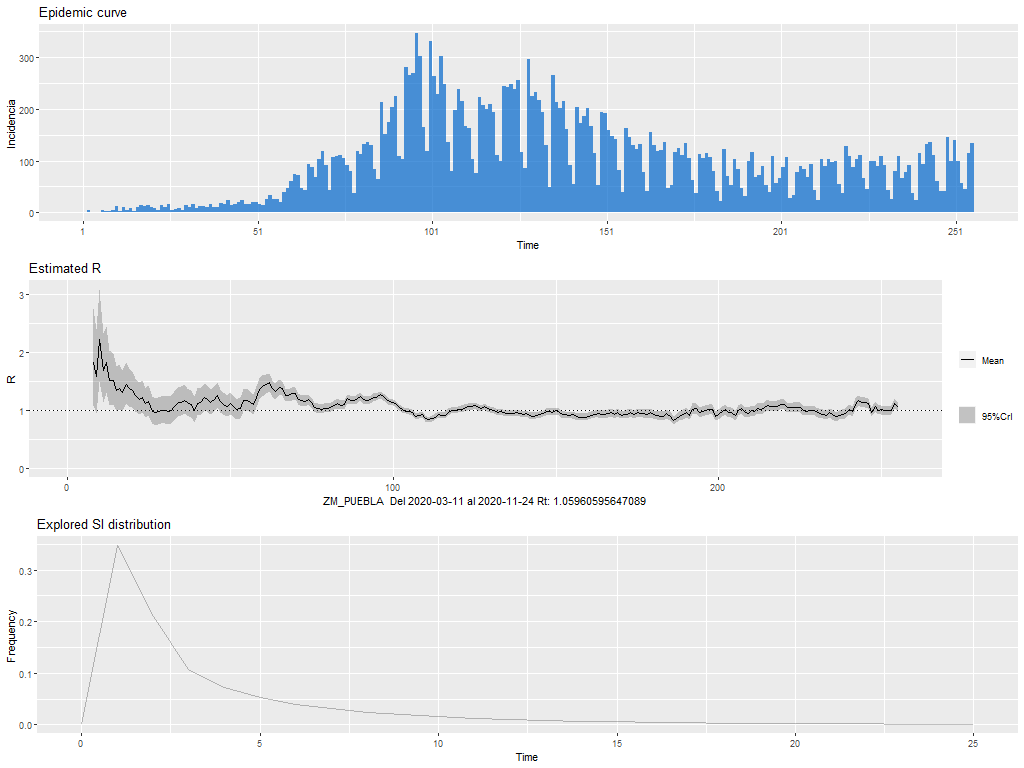 Epidemic curve
Incidencia
300
200
100
0
1 51 101 151 201 251
Time
Estimated R
R
3
2
1
0
Mean
95%CrI
0 100 200
ZM_PUEBLA Del 2020-03-11 al 2020-11-24 Rt: 1.05960595647089
Explored SI distribution
Frequency
0.3
0.2
0.1
0.0
0 5 10 15 20 25
Time